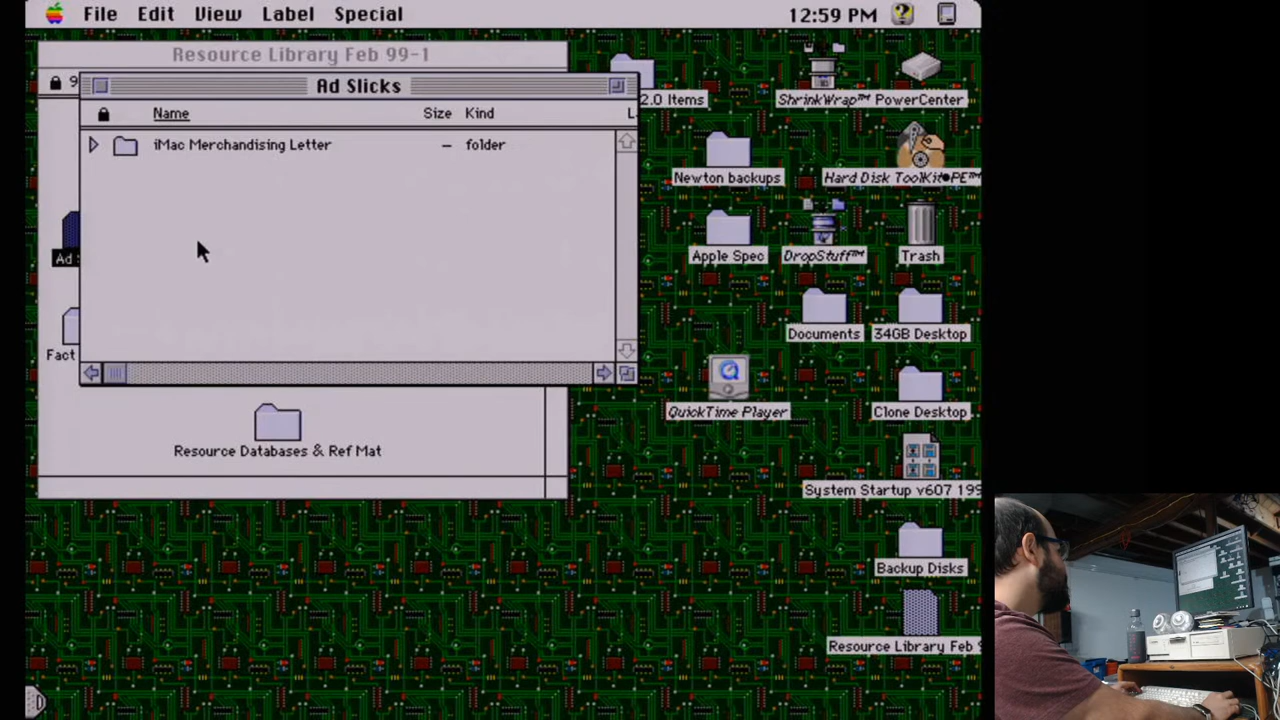 File Edit View Label Special 12:59 PM
Resource Library Feb 99-1
9
Ad Slicks
Name Size Kind L
iMac Merchandising Letter – folder
Ad
Fact
Resource Databases & Ref Mat
2.0 Items
ShrinkWrap™ PowerCenter
Newton backups
Hard Disk ToolKit•PE™
Apple Spec
DropStuff™
Trash
Documents
34GB Desktop
QuickTime Player
Clone Desktop
System Startup v607 199
Backup Disks
Resource Library Feb 9